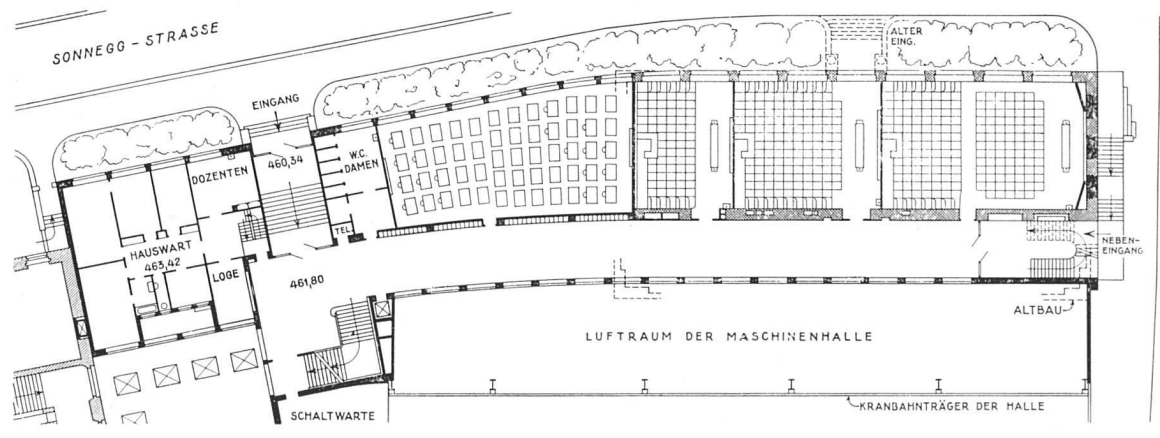 SONNEGG-STRASSE
ALTER
EING.
EINGANG
460,34
W.C.
DAMEN
DOZENTEN
TEL.
HAUSWART
463,42
LOGE
461,80
NEBEN-
EINGANG
ALTBAU
LUFTRAUM DER MASCHINENHALLE
KRANBAHNTRÄGER DER HALLE
SCHALTWARTE